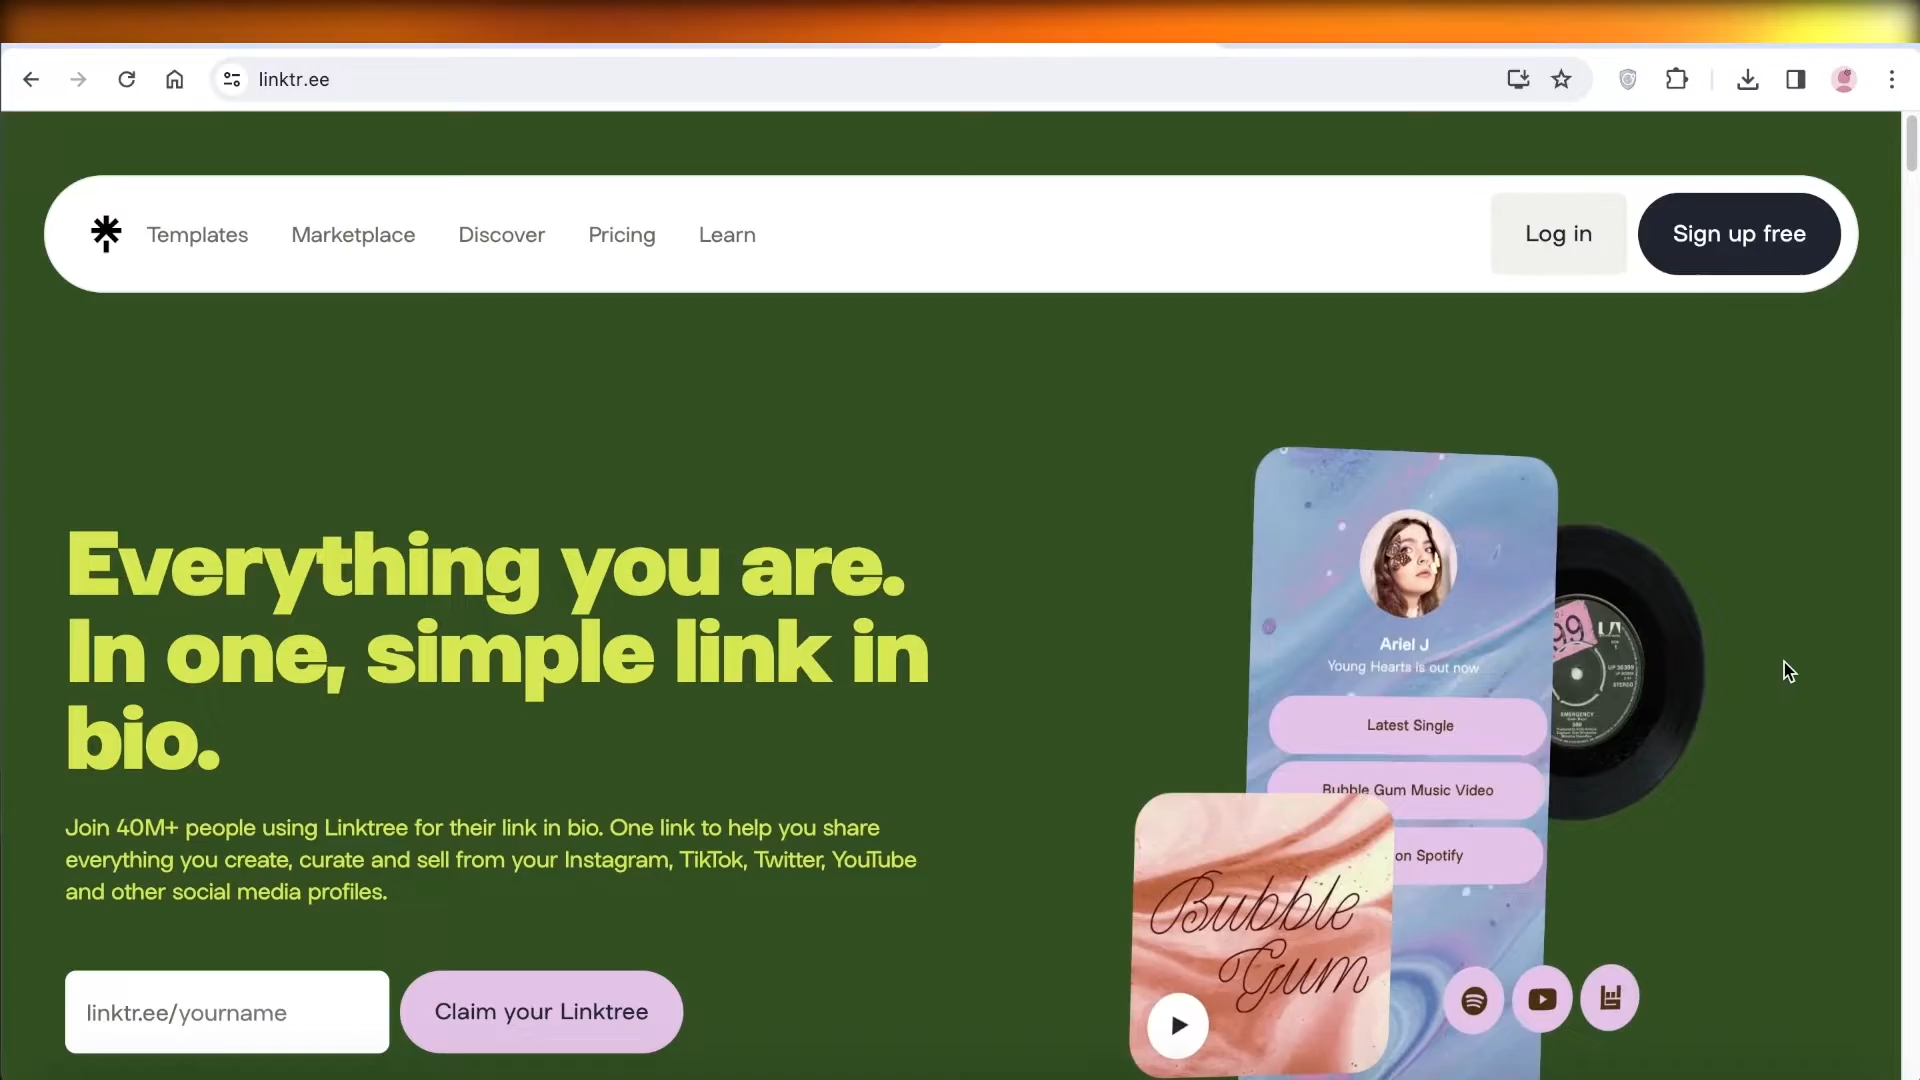 linktr.ee
Templates
Marketplace
Discover
Pricing
Learn
Log in
Sign up free
Everything you are.
In one, simple link in
bio.
Join 40M+ people using Linktree for their link in bio. One link to help you share
everything you create, curate and sell from your Instagram, TikTok, Twitter, YouTube
and other social media profiles.
linktr.ee/yourname
Claim your Linktree
Ariel J
Young Hearts is out now
Latest Single
Bubble Gum Music Video
on Spotify
Bubble
Gum
99
STEREO
EMERGENCY